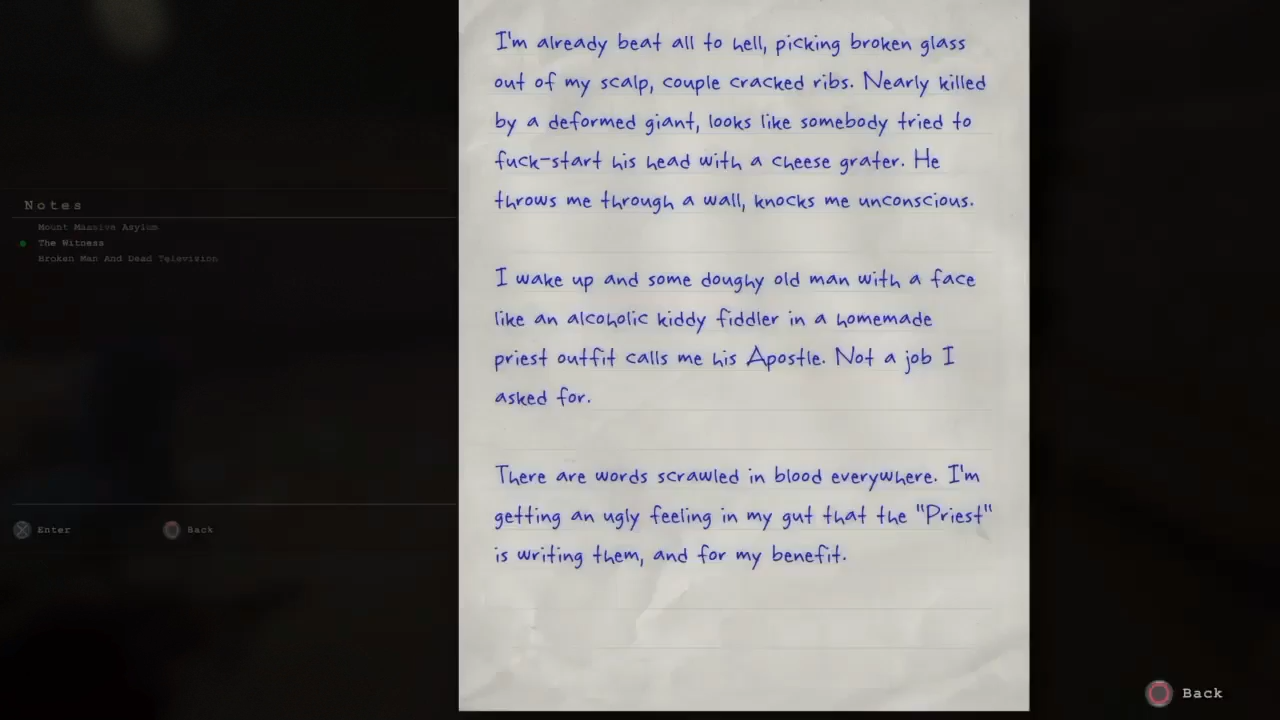 Notes
Mount Massive Asylum
The Witness
Broken Man And Dead Television
Enter
Back
I'm already beat all to hell, picking broken glass
out of my scalp, couple cracked ribs. Nearly killed
by a deformed giant, looks like somebody tried to
fuck-start his head with a cheese grater. He
throws me through a wall, knocks me unconscious.
I wake up and some doughy old man with a face
like an alcoholic kiddy fiddler in a homemade
priest outfit calls me his Apostle. Not a job I
asked for.
There are words scrawled in blood everywhere. I'm
getting an ugly feeling in my gut that the "Priest"
is writing them, and for my benefit.
Back